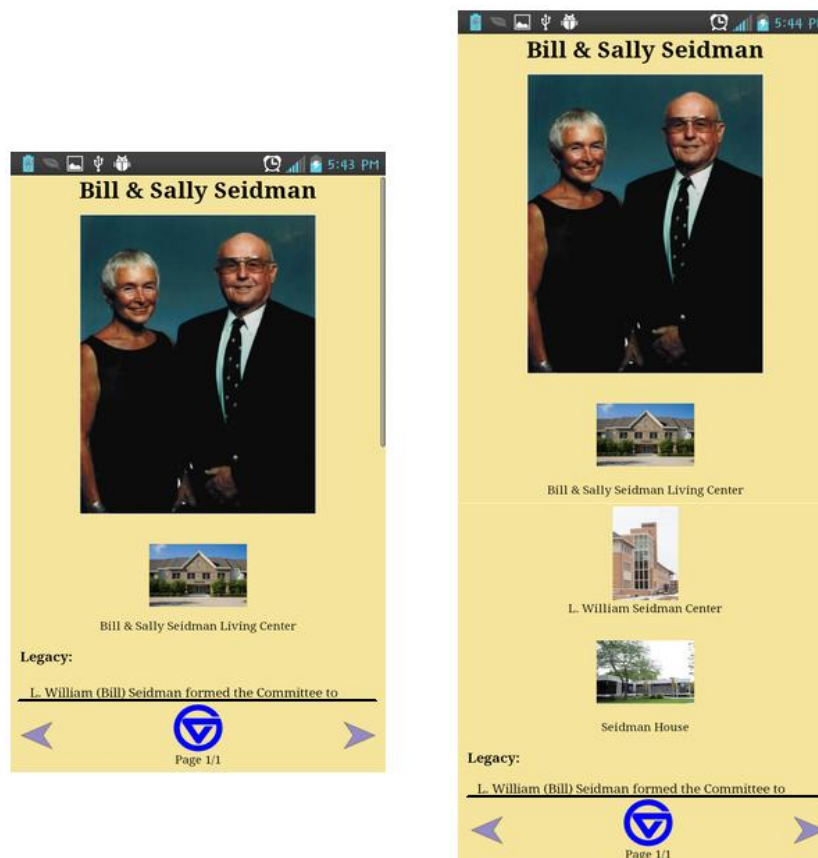 5:43 PM
Bill & Sally Seidman
Bill & Sally Seidman Living Center
Legacy:
L. William (Bill) Seidman formed the Committee to
Page 1/1
5:44 PM
Bill & Sally Seidman
Bill & Sally Seidman Living Center
L. William Seidman Center
Seidman House
Legacy:
L. William (Bill) Seidman formed the Committee to
Page 1/1